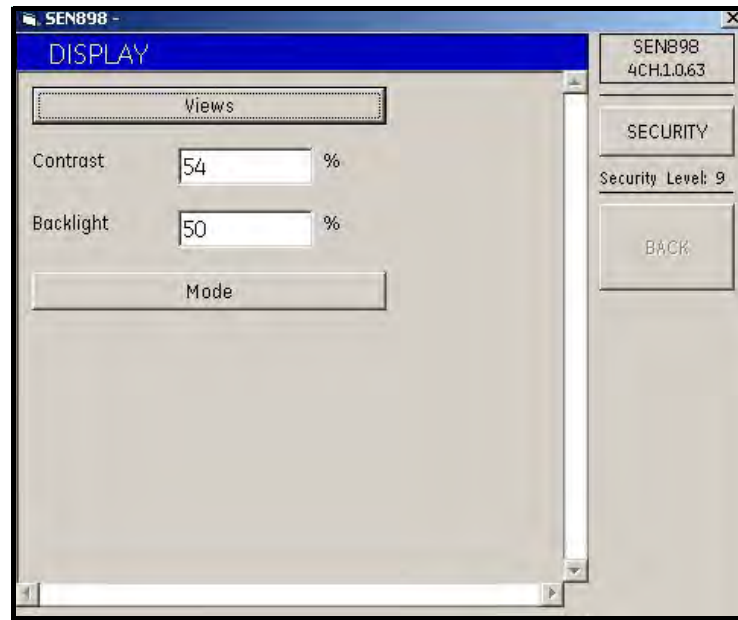 SEN898 -
DISPLAY
SEN898
4CH.1.0.63
Views
SECURITY
Contrast 54 %
Security Level: 9
Backlight 50 %
BACK
Mode